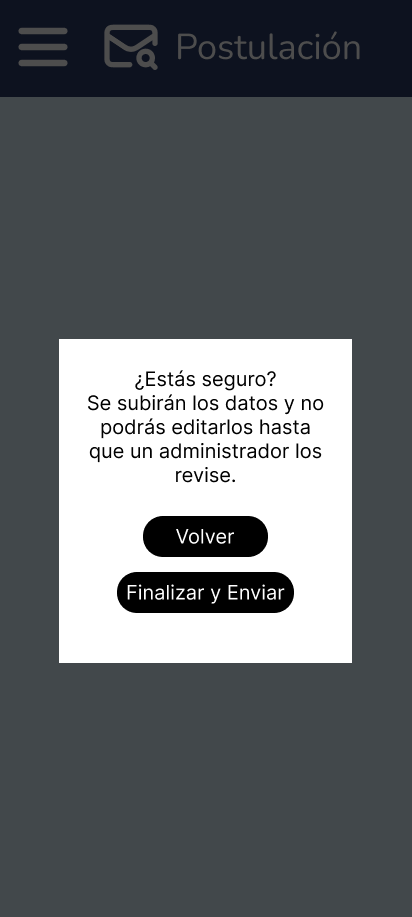 Postulación
¿Estás seguro?
Se subirán los datos y no
podrás editarlos hasta
que un administrador los
revise.
Volver
Finalizar y Enviar